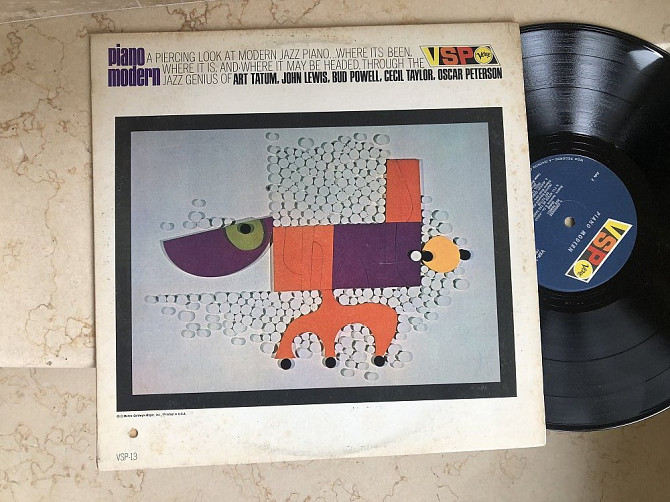 piano
modern
A PIERCING LOOK AT MODERN JAZZ PIANO...WHERE ITS BEEN,
WHERE IT IS, AND WHERE IT MAY BE HEADED, THROUGH THE
JAZZ GENIUS OF ART TATUM, JOHN LEWIS, BUD POWELL, CECIL TAYLOR, OSCAR PETERSON
VSP
Verve
VSP-13
PIANO MODERN
VSP